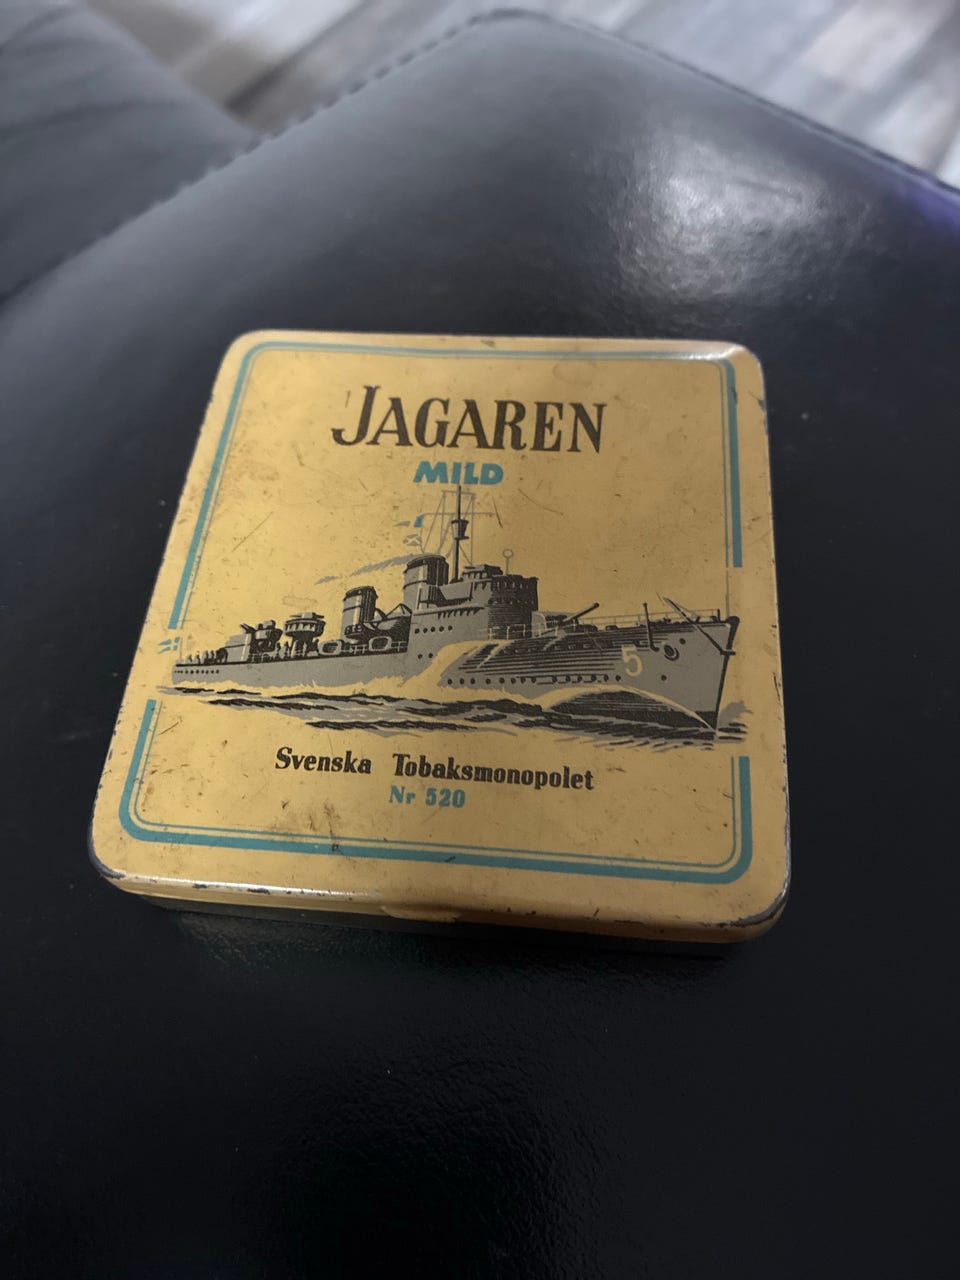 JAGAREN
MILD
5
Svenska Tobaksmonopolet
Nr 520